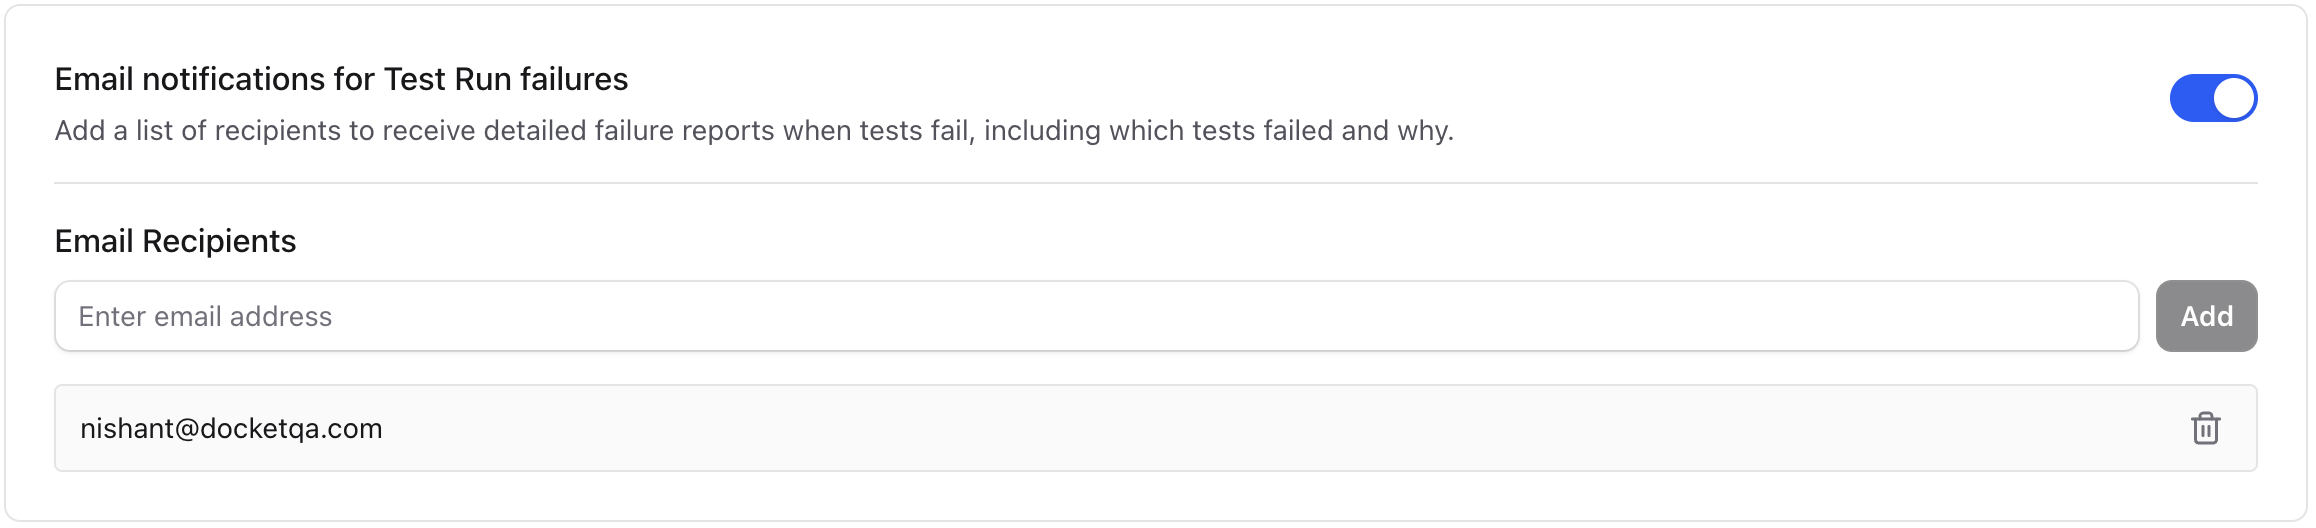 Email notifications for Test Run failures
Add a list of recipients to receive detailed failure reports when tests fail, including which tests failed and why.
Email Recipients
Enter email address
Add
nishant@docketqa.com